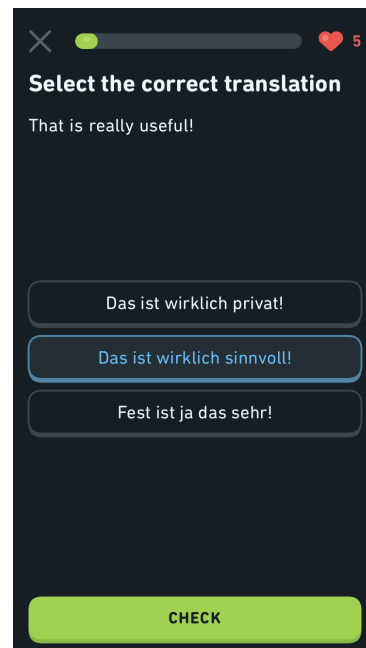 5
Select the correct translation
That is really useful!
Das ist wirklich privat!
Das ist wirklich sinnvoll!
Fest ist ja das sehr!
CHECK